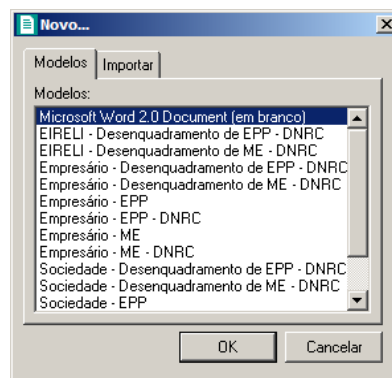 Novo...
Modelos Importar
Modelos:
Microsoft Word 2.0 Document (em branco)
EIRELI - Desenquadramento de EPP - DNRC
EIRELI - Desenquadramento de ME - DNRC
Empresário - Desenquadramento de EPP - DNRC
Empresário - Desenquadramento de ME - DNRC
Empresário - EPP
Empresário - EPP - DNRC
Empresário - ME
Empresário - ME - DNRC
Sociedade - Desenquadramento de EPP - DNRC
Sociedade - Desenquadramento de ME - DNRC
Sociedade - EPP
OK Cancelar